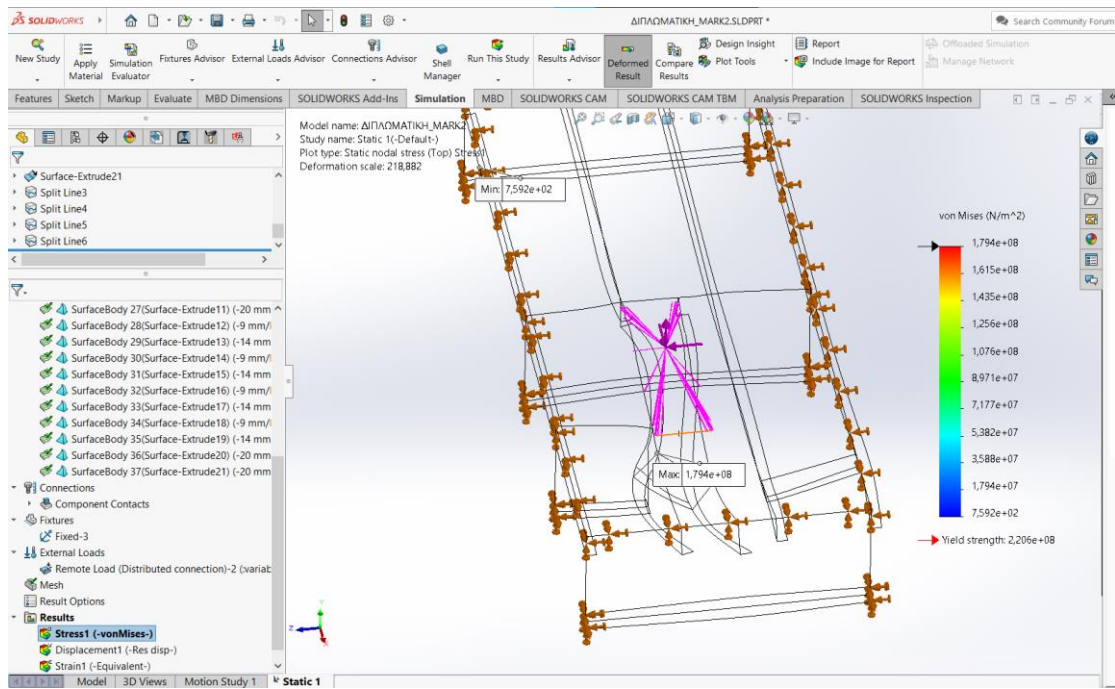 SOLIDWORKS
ΔΙΠΛΩΜΑΤΙΚΗ_MARK2.SLDPRT *
Search Community Forum
New Study
Apply Material
Simulation Evaluator
Fixtures Advisor
External Loads Advisor
Connections Advisor
Shell Manager
Run This Study
Results Advisor
Deformed Result
Compare Results
Design Insight
Plot Tools
Report
Include Image for Report
Offloaded Simulation
Manage Network
Features Sketch Markup Evaluate MBD Dimensions SOLIDWORKS Add-Ins Simulation MBD SOLIDWORKS CAM SOLIDWORKS CAM TBM Analysis Preparation SOLIDWORKS Inspection
Surface-Extrude21
Split Line3
Split Line4
Split Line5
Split Line6
SurfaceBody 27(Surface-Extrude11) (-20 mm
SurfaceBody 28(Surface-Extrude12) (-9 mm/
SurfaceBody 29(Surface-Extrude13) (-14 mm
SurfaceBody 30(Surface-Extrude14) (-9 mm/
SurfaceBody 31(Surface-Extrude15) (-14 mm
SurfaceBody 32(Surface-Extrude16) (-9 mm/
SurfaceBody 33(Surface-Extrude17) (-14 mm
SurfaceBody 34(Surface-Extrude18) (-9 mm/
SurfaceBody 35(Surface-Extrude19) (-14 mm
SurfaceBody 36(Surface-Extrude20) (-20 mm
SurfaceBody 37(Surface-Extrude21) (-20 mm
Connections
Component Contacts
Fixtures
Fixed-3
External Loads
Remote Load (Distributed connection)-2 (:variab
Mesh
Result Options
Results
Stress1 (-vonMises-)
Displacement1 (-Res disp-)
Strain1 (-Equivalent-)
Model name: ΔΙΠΛΩΜΑΤΙΚΗ_MARK2
Study name: Static 1(-Default-)
Plot type: Static nodal stress (Top) Stress1
Deformation scale: 218,882
Min: 7,592e+02
Max: 1,794e+08
von Mises (N/m^2)
1,794e+08
1,615e+08
1,435e+08
1,256e+08
1,076e+08
8,971e+07
7,177e+07
5,382e+07
3,588e+07
1,794e+07
7,592e+02
Yield strength: 2,206e+08
Y
Z
X
Model 3D Views Motion Study 1 Static 1